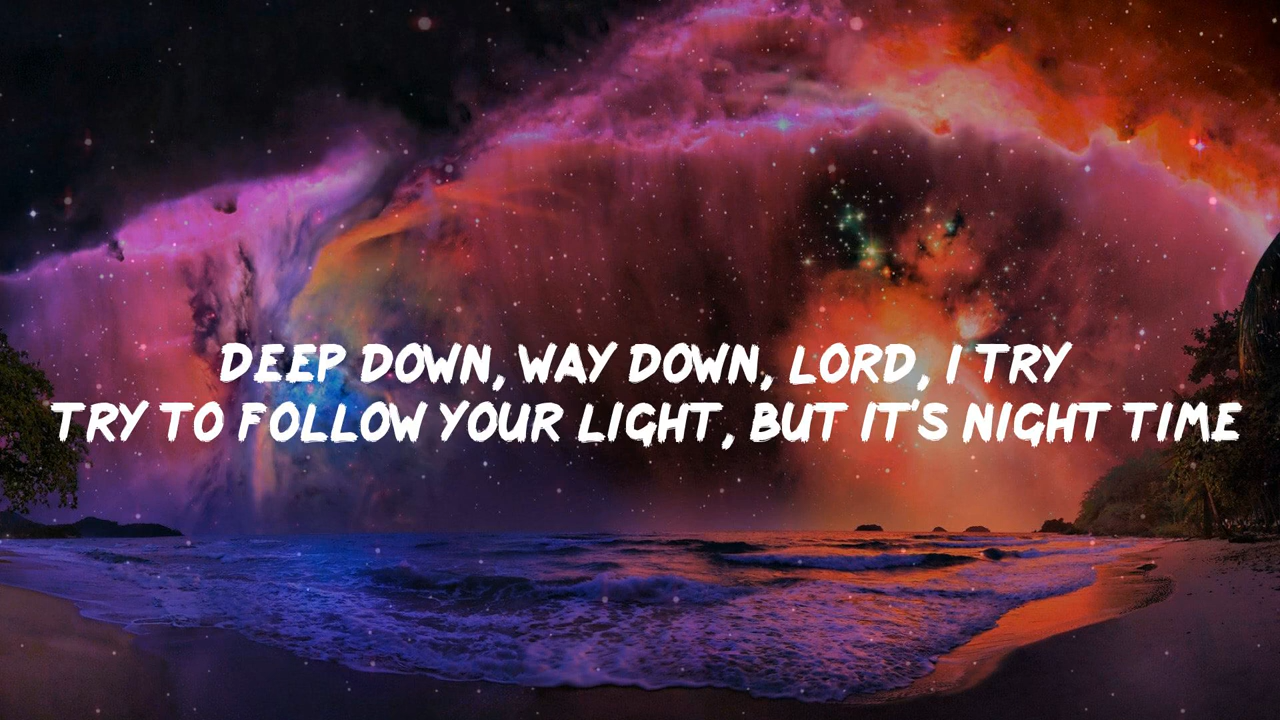 DEEP DOWN, WAY DOWN, LORD, I TRY
TRY TO FOLLOW YOUR LIGHT, BUT IT'S NIGHT TIME